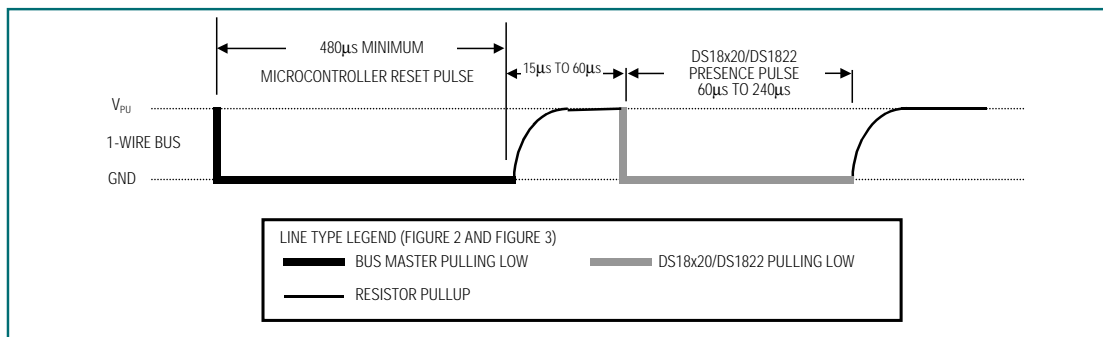 480µs MINIMUM
MICROCONTROLLER RESET PULSE
15µs TO 60µs
DS18x20/DS1822
PRESENCE PULSE
60µs TO 240µs
VPU
1-WIRE BUS
GND
LINE TYPE LEGEND (FIGURE 2 AND FIGURE 3)
BUS MASTER PULLING LOW
DS18x20/DS1822 PULLING LOW
RESISTOR PULLUP